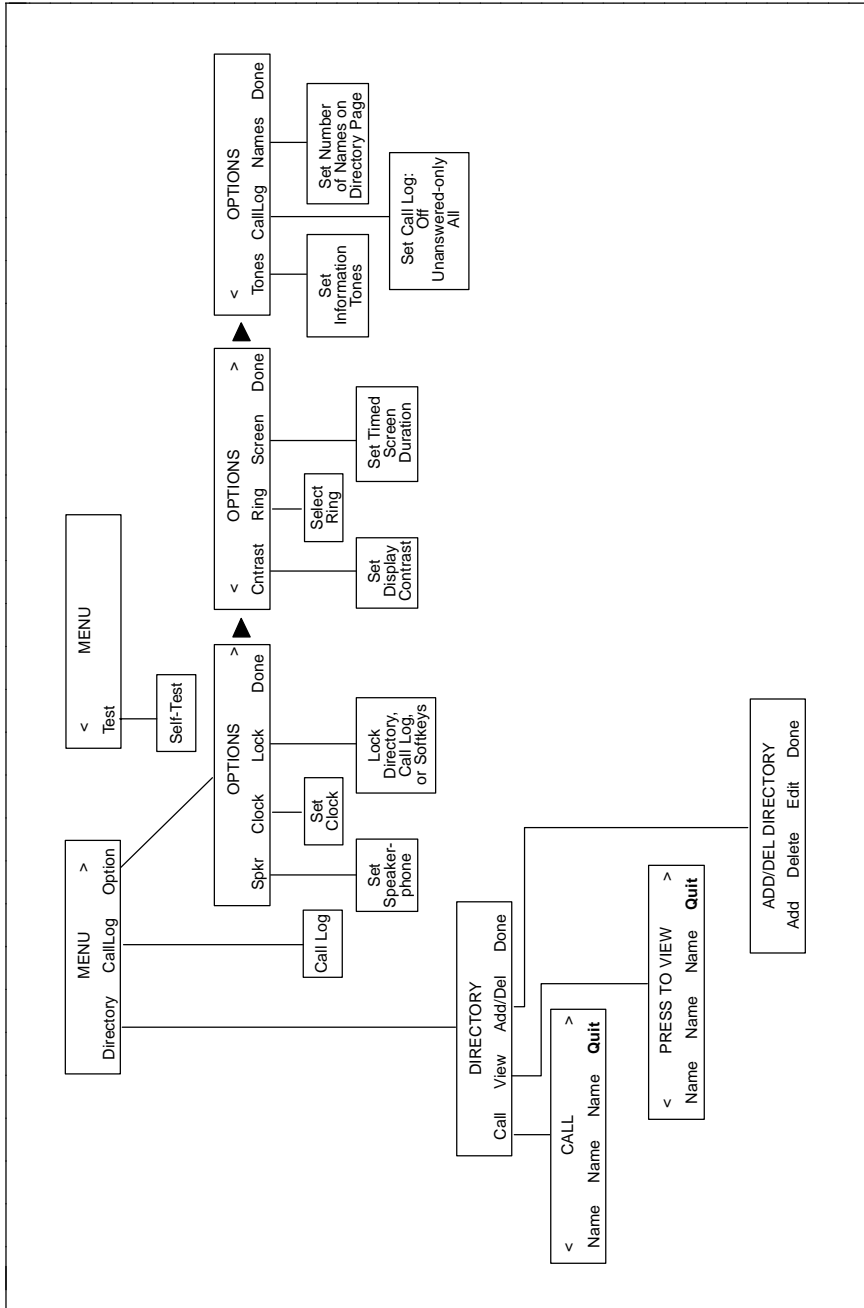 MENU >
Directory CallLog Option
< MENU
Test
Self-Test
Call Log
OPTIONS >
Spkr Clock Lock Done
Set
Speaker-
phone
Set
Clock
Lock
Directory,
Call Log,
or Softkeys
< OPTIONS >
Cntrast Ring Screen Done
Set
Display
Contrast
Select
Ring
Set Timed
Screen
Duration
< OPTIONS
Tones CallLog Names Done
Set
Information
Tones
Set Call Log:
Off
Unanswered-only
All
Set Number
of Names on
Directory Page
DIRECTORY
Call View Add/Del Done
< CALL >
Name Name Name Name Quit
< PRESS TO VIEW >
Name Name Name Name Quit
ADD/DEL DIRECTORY
Add Delete Edit Done